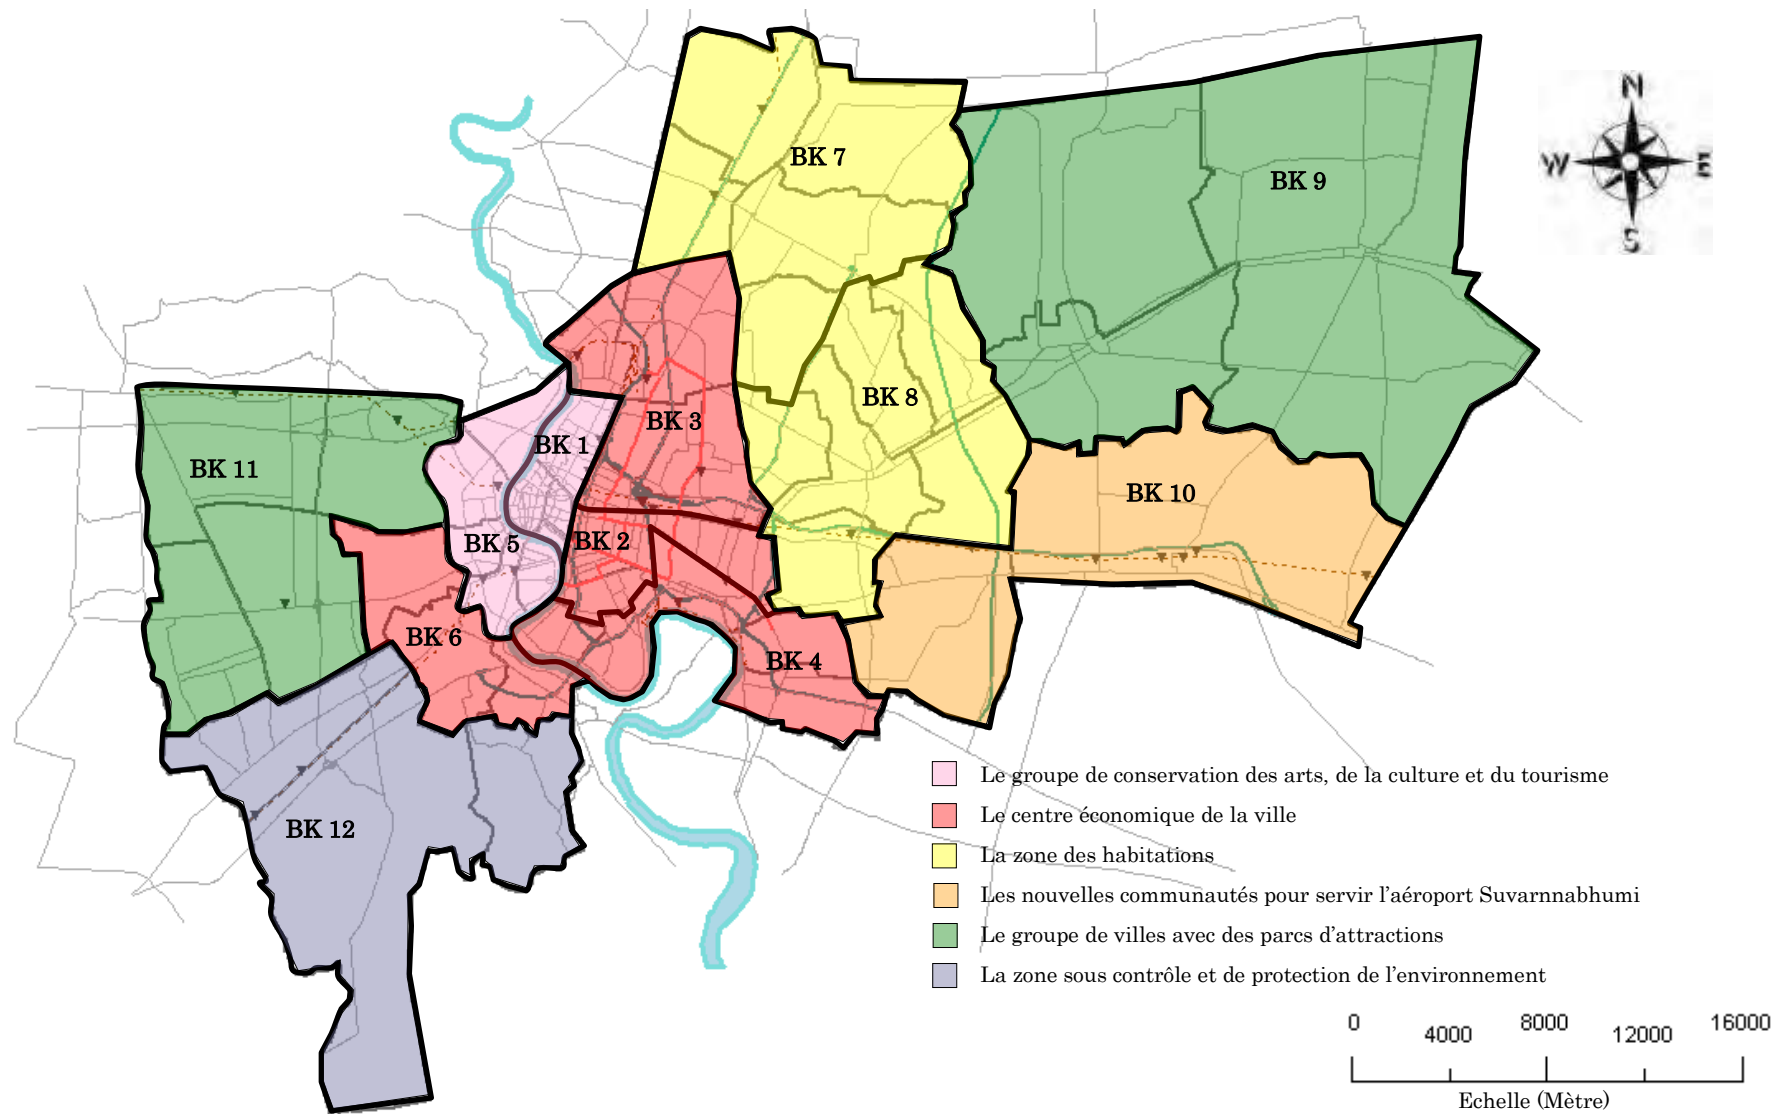 N
W
E
S
BK 7
BK 9
BK 8
BK 3
BK 1
BK 11
BK 10
BK 5
BK 2
BK 6
BK 4
BK 12
Le groupe de conservation des arts, de la culture et du tourisme
Le centre économique de la ville
La zone des habitations
Les nouvelles communautés pour servir l'aéroport Suvarnnabhumi
Le groupe de villes avec des parcs d'attractions
La zone sous contrôle et de protection de l'environnement
0 4000 8000 12000 16000
Echelle (Mètre)